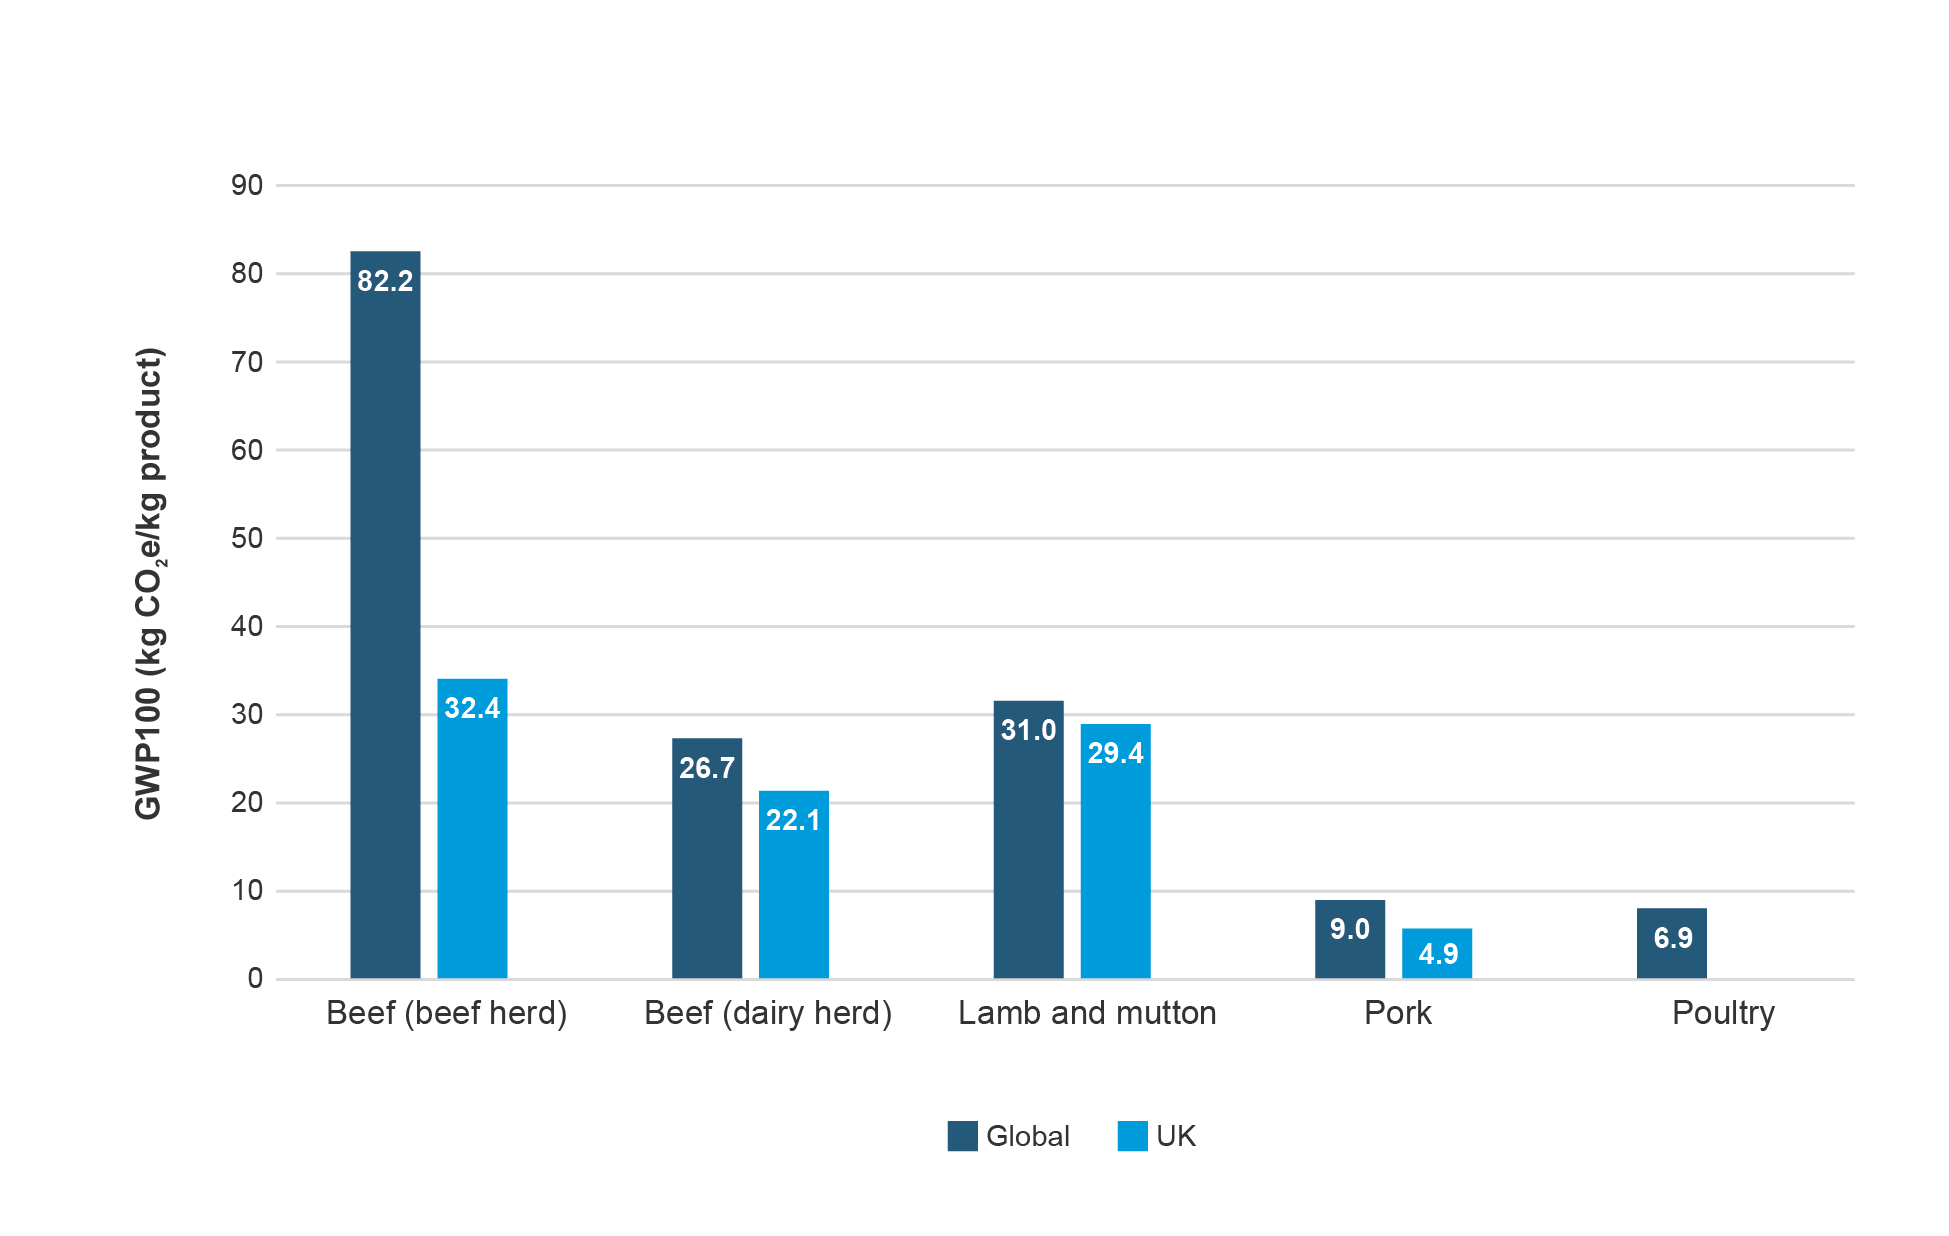 90
80
70
60
50
40
30
20
10
0
GWP100 (kg CO₂e/kg product)
82.2
32.4
26.7
22.1
31.0
29.4
9.0
4.9
6.9
Beef (beef herd)
Beef (dairy herd)
Lamb and mutton
Pork
Poultry
Global
UK